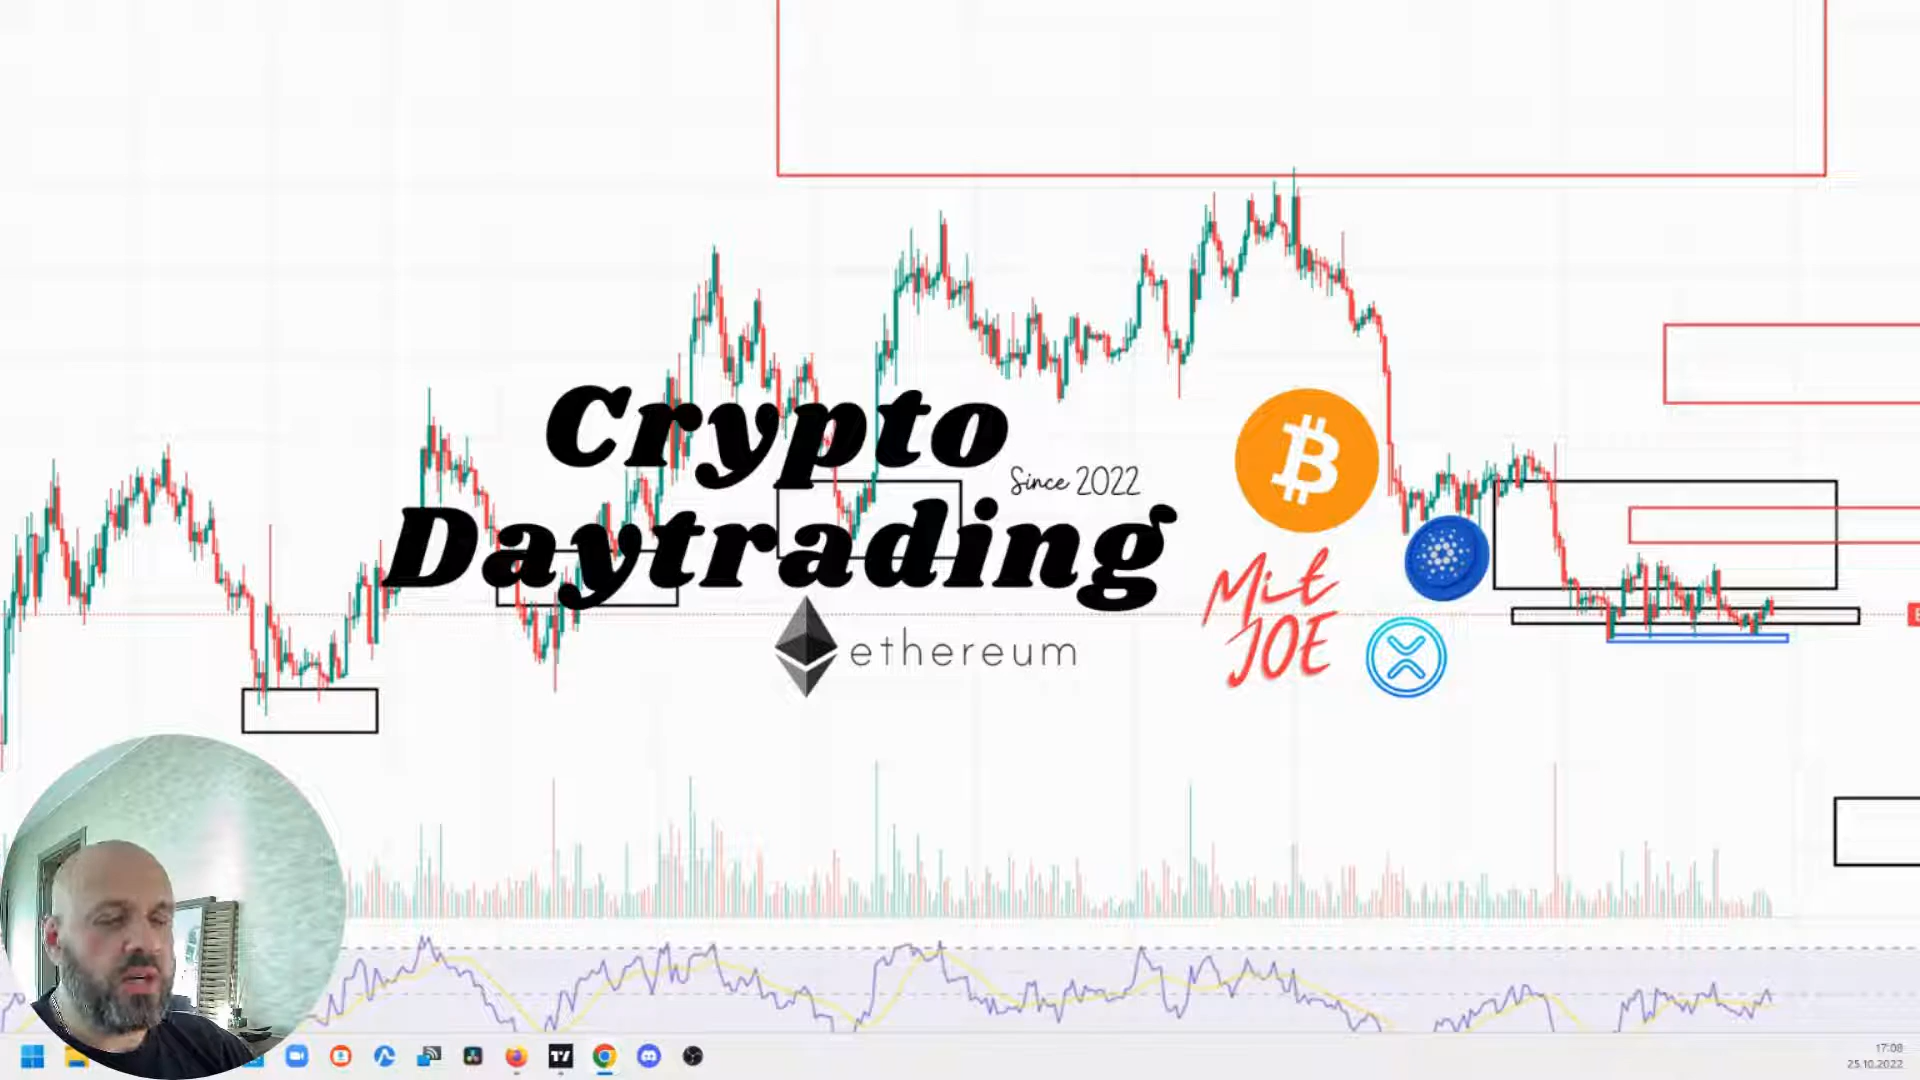 Crypto
Since 2022
Daytrading
Mit
JOE
ethereum
17:08
25.10.2022